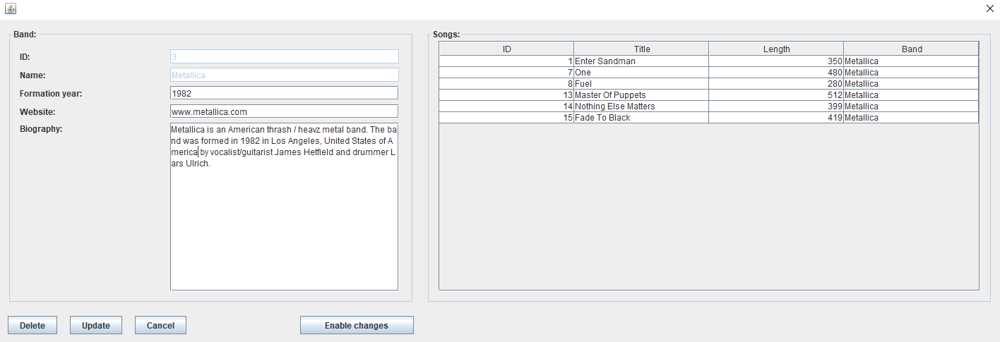 Band:
ID:
3
Name:
Metallica
Formation year:
1982
Website:
www.metallica.com
Biography:
Metallica is an American thrash / heavz metal band. The ba
nd was formed in 1982 in Los Angeles, United States of A
merica by vocalist/guitarist James Hetfield and drummer L
ars Ulrich.
Songs:
ID Title Length Band
1 Enter Sandman 350 Metallica
7 One 480 Metallica
8 Fuel 280 Metallica
13 Master Of Puppets 512 Metallica
14 Nothing Else Matters 399 Metallica
15 Fade To Black 419 Metallica
Delete Update Cancel Enable changes